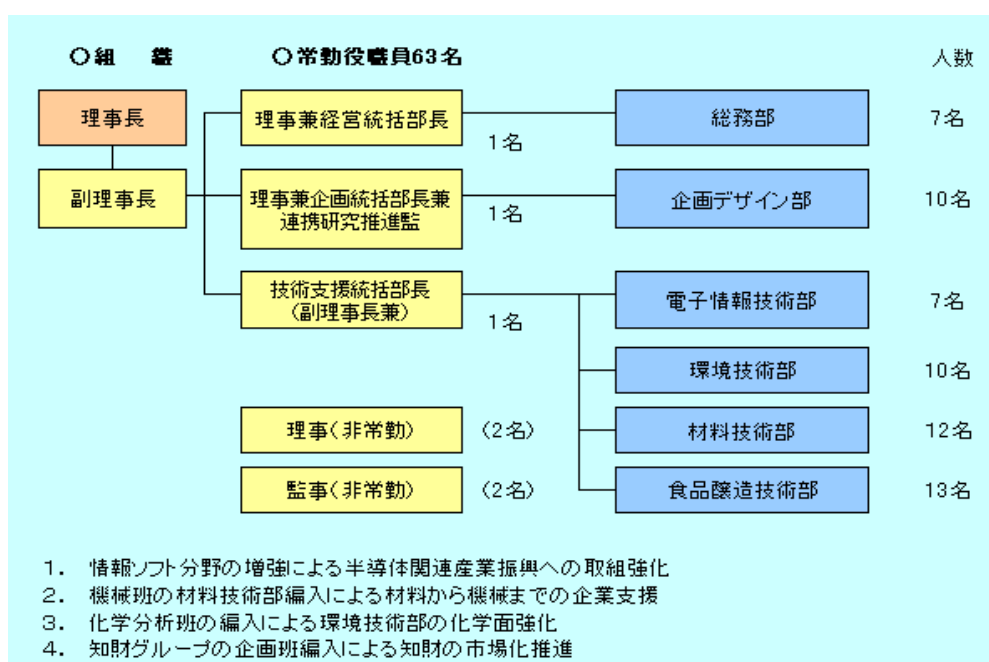 ○組 織 ○常勤役職員63名 人数
理事長 理事兼経営統括部長 1名 総務部 7名
副理事長 理事兼企画統括部長兼
連携研究推進監 1名 企画デザイン部 10名
技術支援統括部長
(副理事長兼) 1名 電子情報技術部 7名
環境技術部 10名
理事(非常勤) (2名) 材料技術部 12名
監事(非常勤) (2名) 食品醸造技術部 13名
1. 情報ソフト分野の増強による半導体関連産業振興への取組強化
2. 機械班の材料技術部編入による材料から機械までの企業支援
3. 化学分析班の編入による環境技術部の化学面強化
4. 知財グループの企画班編入による知財の市場化推進